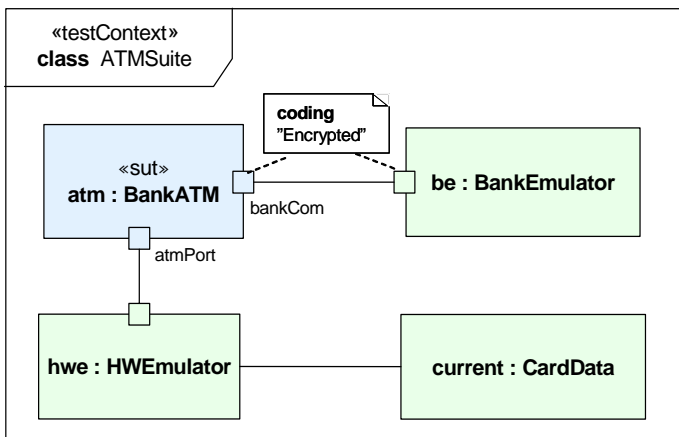 «testContext»
class ATMSuite
coding
"Encrypted"
«sut»
atm : BankATM
be : BankEmulator
bankCom
atmPort
hwe : HWEmulator
current : CardData